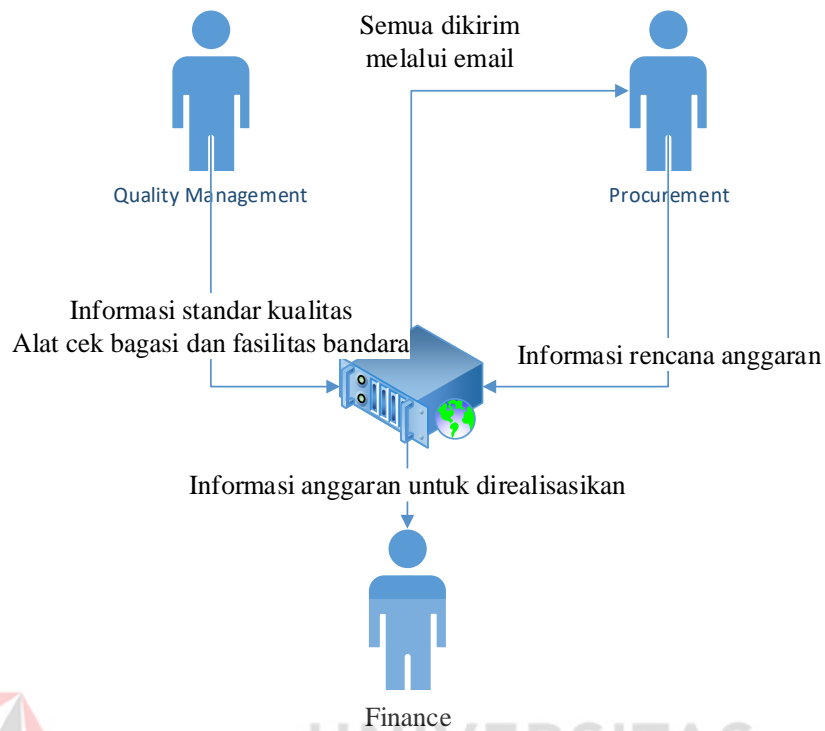 Semua dikirim
melalui email
Quality Management
Procurement
Informasi standar kualitas
Alat cek bagasi dan fasilitas bandara
Informasi rencana anggaran
Informasi anggaran untuk direalisasikan
Finance
UNIVERSITAS